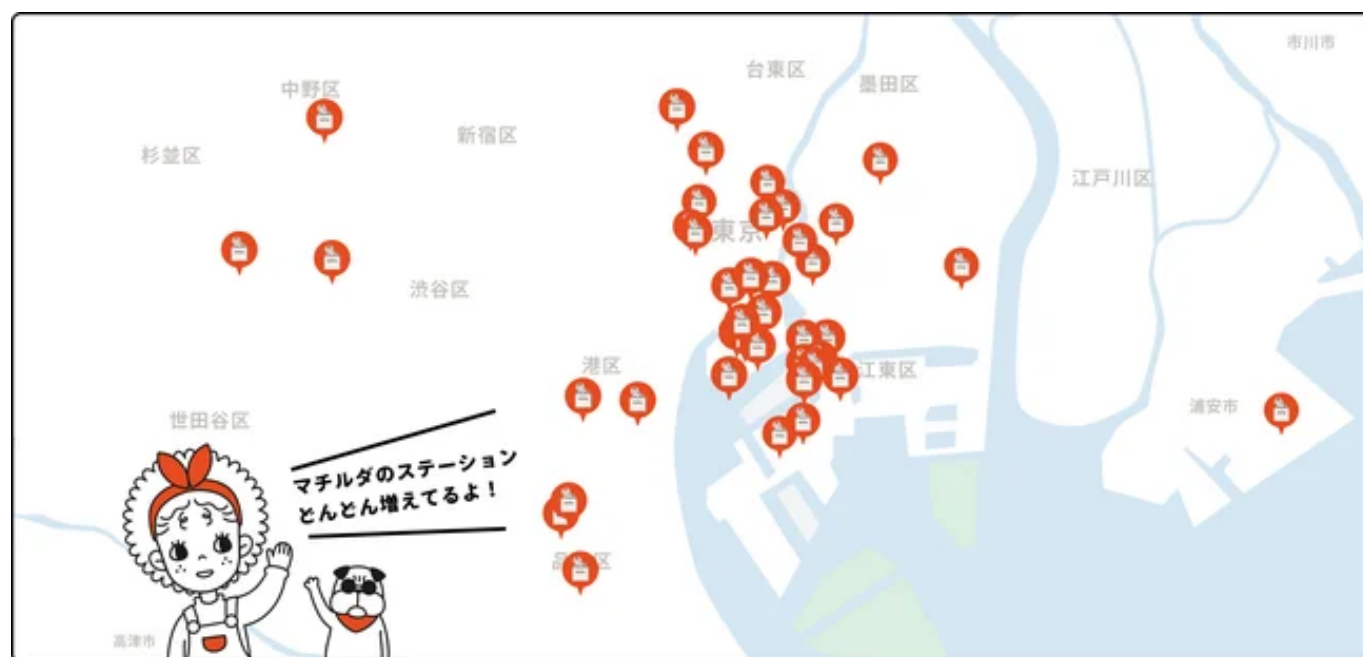 市川市
台東区
墨田区
中野区
新宿区
杉並区
江戸川区
東京
渋谷区
港区
江東区
浦安市
世田谷区
マチルダのステーション
どんどん増えてるよ!
高津市